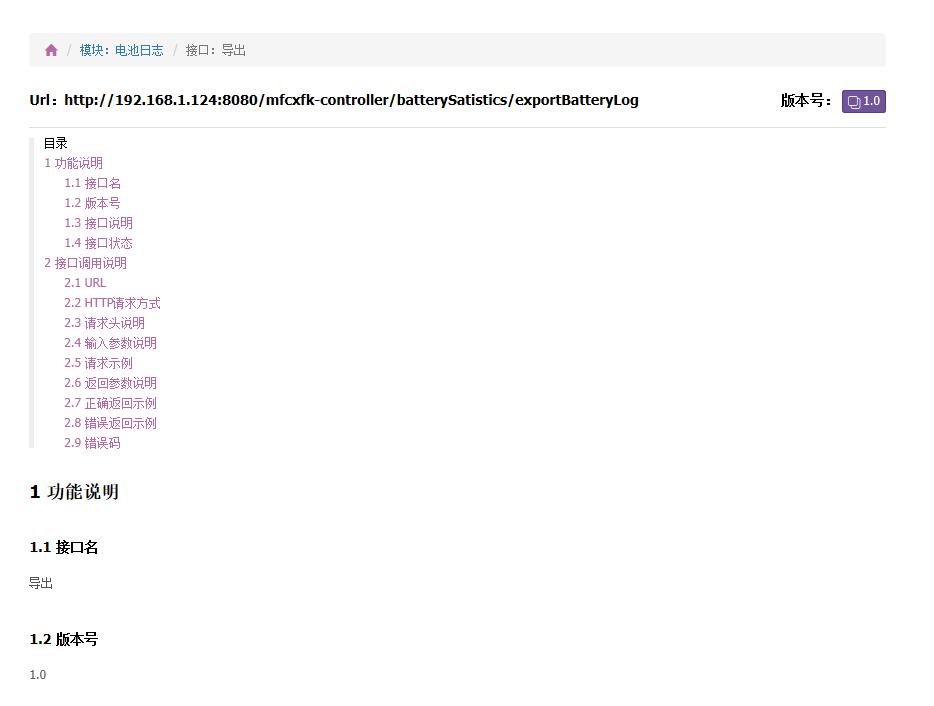 / 模块：电池日志 / 接口：导出
Url：http://192.168.1.124:8080/mfcxfk-controller/batterySatistics/exportBatteryLog 版本号： 1.0
目录
1 功能说明
1.1 接口名
1.2 版本号
1.3 接口说明
1.4 接口状态
2 接口调用说明
2.1 URL
2.2 HTTP请求方式
2.3 请求头说明
2.4 输入参数说明
2.5 请求示例
2.6 返回参数说明
2.7 正确返回示例
2.8 错误返回示例
2.9 错误码
1 功能说明
1.1 接口名
导出
1.2 版本号
1.0